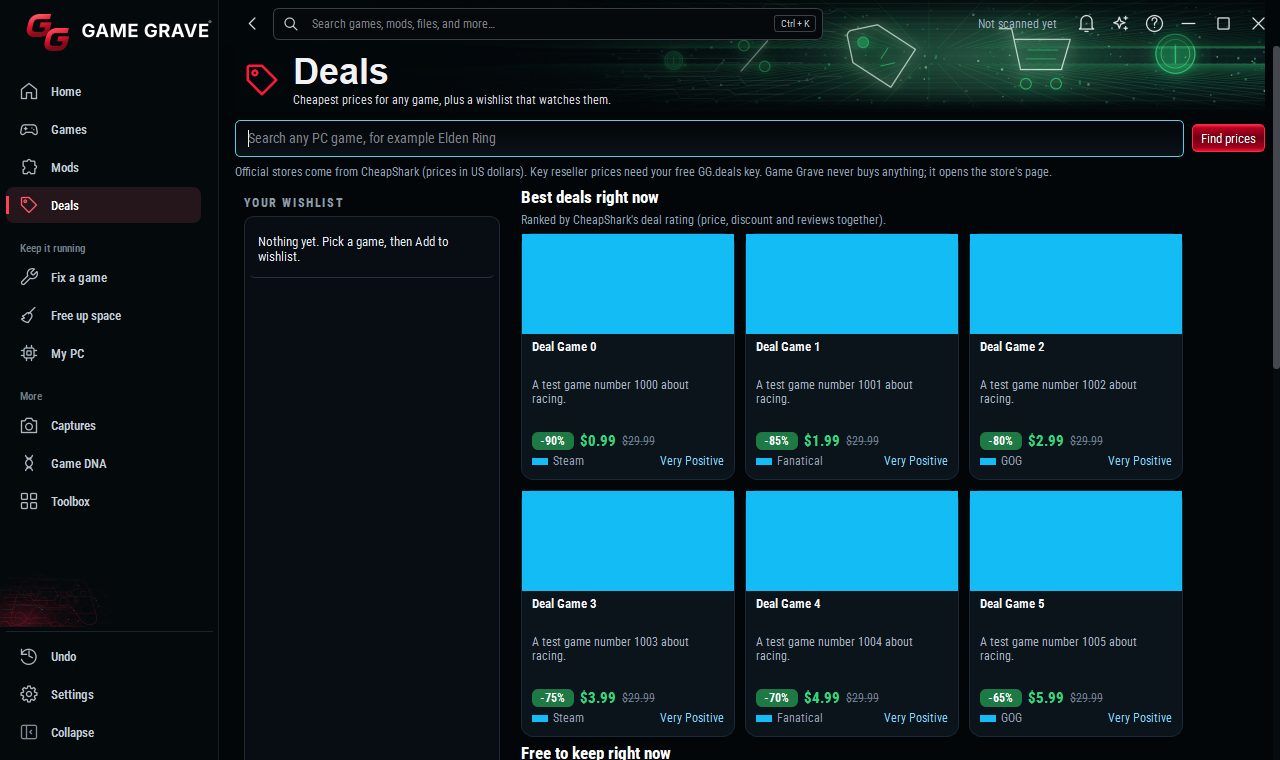 GG GAME GRAVE
Search games, mods, files, and more...
Ctrl + K
Not scanned yet
Home
Games
Mods
Deals
Keep it running
Fix a game
Free up space
My PC
More
Captures
Game DNA
Toolbox
Undo
Settings
Collapse
Deals
Cheapest prices for any game, plus a wishlist that watches them.
Search any PC game, for example Elden Ring
Find prices
Official stores come from CheapShark (prices in US dollars). Key reseller prices need your free GG.deals key. Game Grave never buys anything; it opens the store's page.
YOUR WISHLIST
Nothing yet. Pick a game, then Add to
wishlist.
Best deals right now
Ranked by CheapShark's deal rating (price, discount and reviews together).
Deal Game 0
A test game number 1000 about
racing.
-90% $0.99 $29.99
Steam Very Positive
Deal Game 1
A test game number 1001 about
racing.
-85% $1.99 $29.99
Fanatical Very Positive
Deal Game 2
A test game number 1002 about
racing.
-80% $2.99 $29.99
GOG Very Positive
Deal Game 3
A test game number 1003 about
racing.
-75% $3.99 $29.99
Steam Very Positive
Deal Game 4
A test game number 1004 about
racing.
-70% $4.99 $29.99
Fanatical Very Positive
Deal Game 5
A test game number 1005 about
racing.
-65% $5.99 $29.99
GOG Very Positive
Free to keep right now